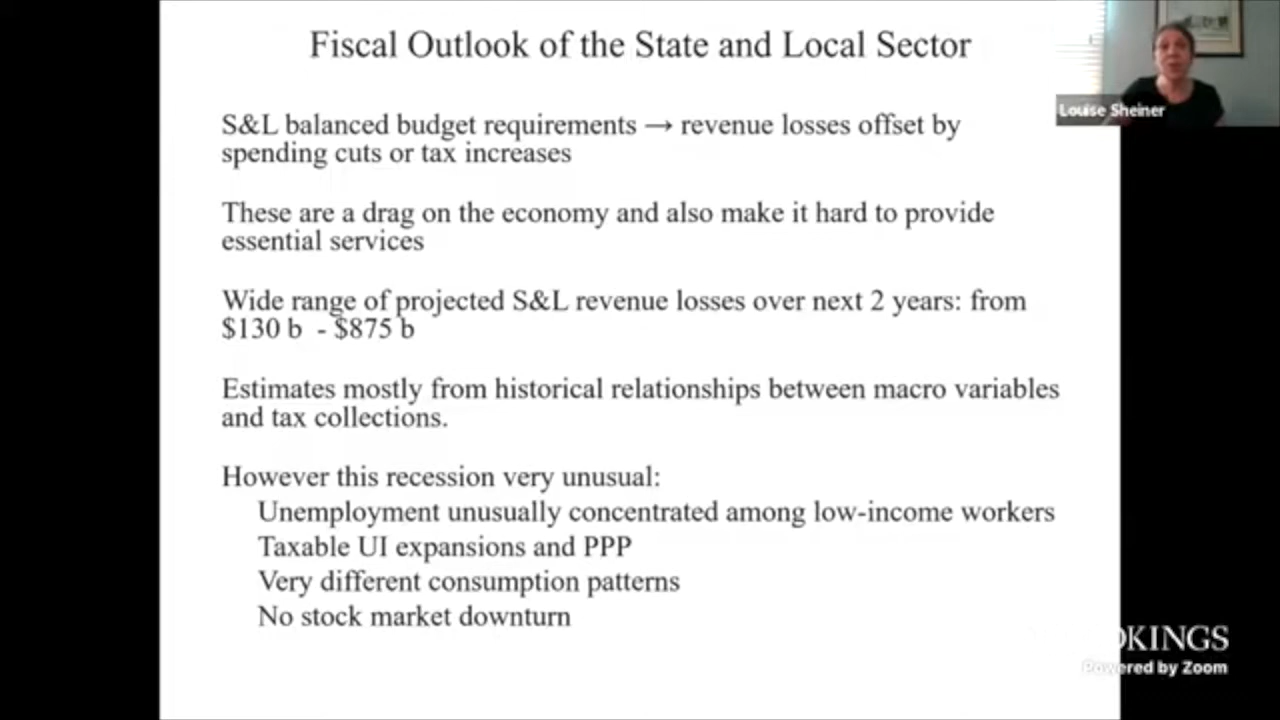 Fiscal Outlook of the State and Local Sector
Louise Sheiner
S&L balanced budget requirements → revenue losses offset by
spending cuts or tax increases
These are a drag on the economy and also make it hard to provide
essential services
Wide range of projected S&L revenue losses over next 2 years: from
$130 b - $875 b
Estimates mostly from historical relationships between macro variables
and tax collections.
However this recession very unusual:
Unemployment unusually concentrated among low-income workers
Taxable UI expansions and PPP
Very different consumption patterns
No stock market downturn
OKINGS
Powered by Zoom